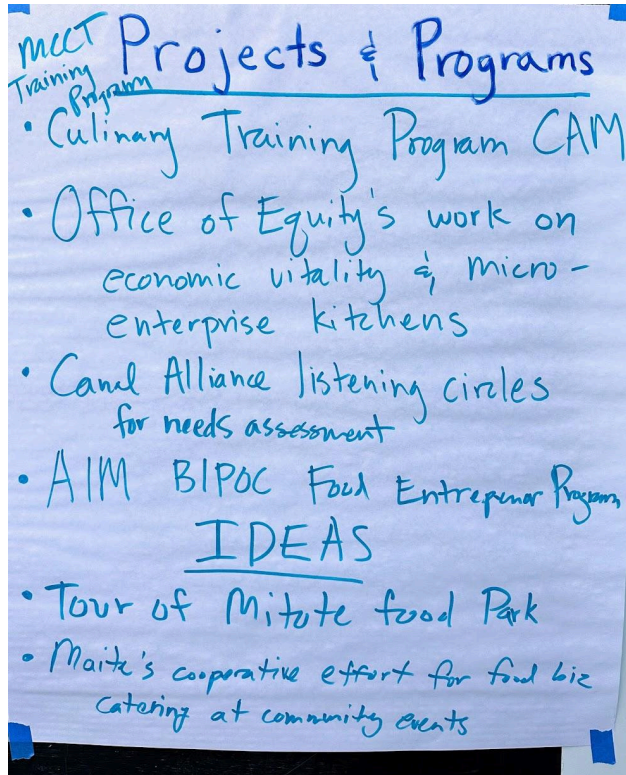 MCCT
Training
Program
Projects & Programs
• Culinary Training Program CAM
• Office of Equity's work on
economic vitality & micro-
enterprise kitchens
• Canal Alliance listening circles
for needs assessment
• AIM BIPOC Food Entrepenur Program
IDEAS
• Tour of Mitote food Park
• Maite's cooperative effort for food biz
catering at community events